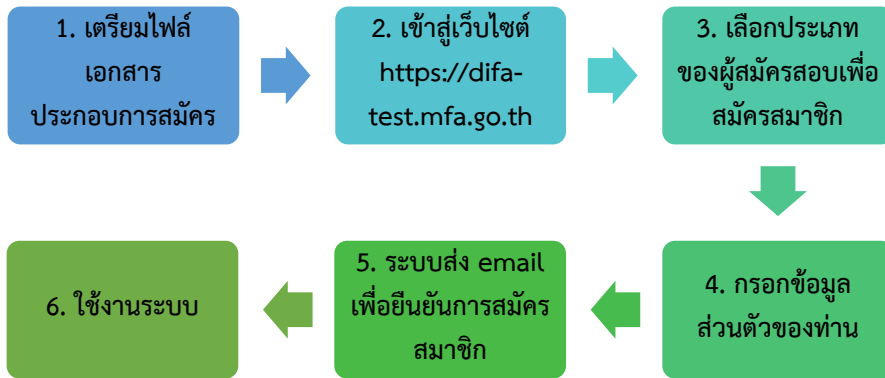 1. เตรียมไฟล์
เอกสาร
ประกอบการสมัคร
2. เข้าสู่เว็บไซต์
https://difa-
test.mfa.go.th
3. เลือกประเภท
ของผู้สมัครสอบเพื่อ
สมัครสมาชิก
4. กรอกข้อมูล
ส่วนตัวของท่าน
5. ระบบส่ง email
เพื่อยืนยันการสมัคร
สมาชิก
6. ใช้งานระบบ